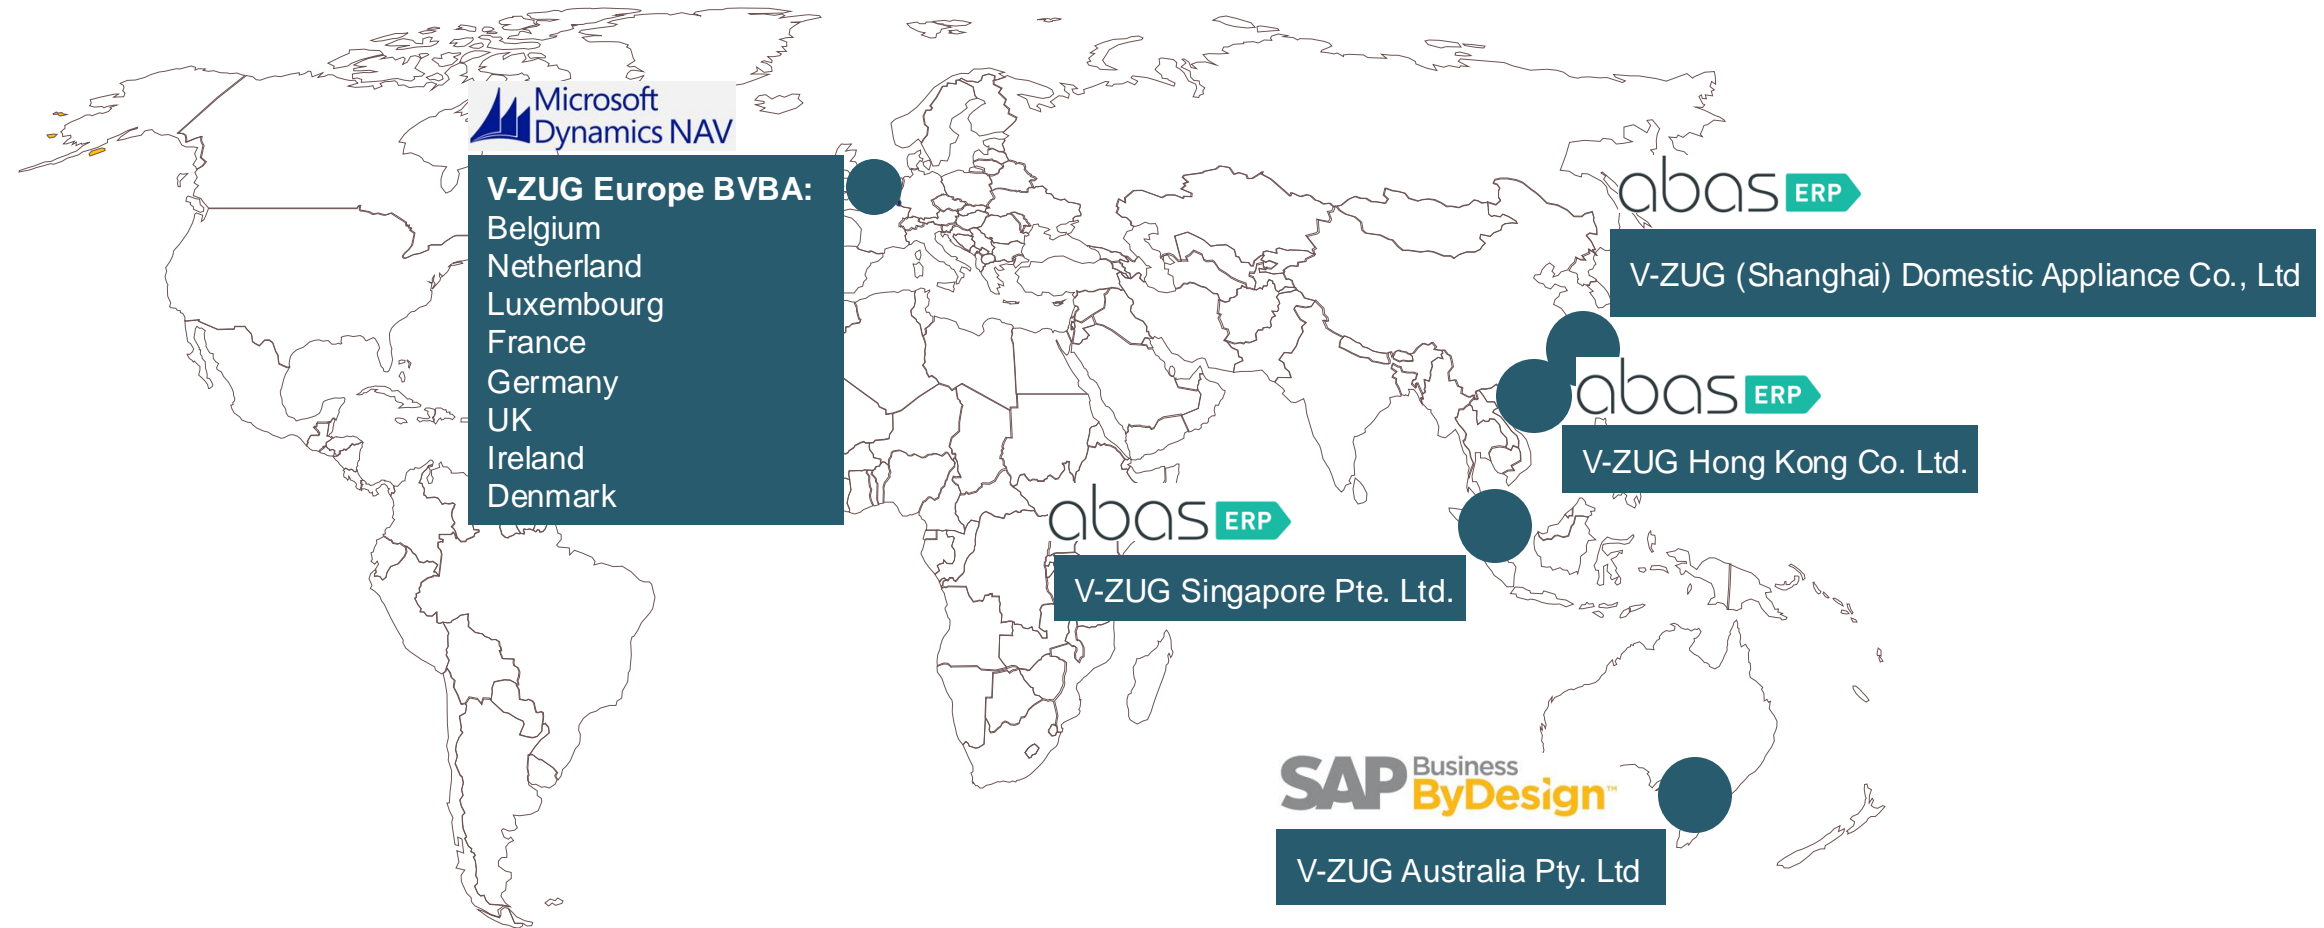 Microsoft
Dynamics NAV
V-ZUG Europe BVBA:
Belgium
Netherland
Luxembourg
France
Germany
UK
Ireland
Denmark
abas ERP
V-ZUG (Shanghai) Domestic Appliance Co., Ltd
abas ERP
V-ZUG Hong Kong Co. Ltd.
abas ERP
V-ZUG Singapore Pte. Ltd.
SAP Business
ByDesign™
V-ZUG Australia Pty. Ltd